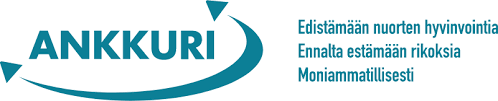 ANKKURI
Edistämään nuorten hyvinvointia
Ennalta estämään rikoksia
Moniammatillisesti